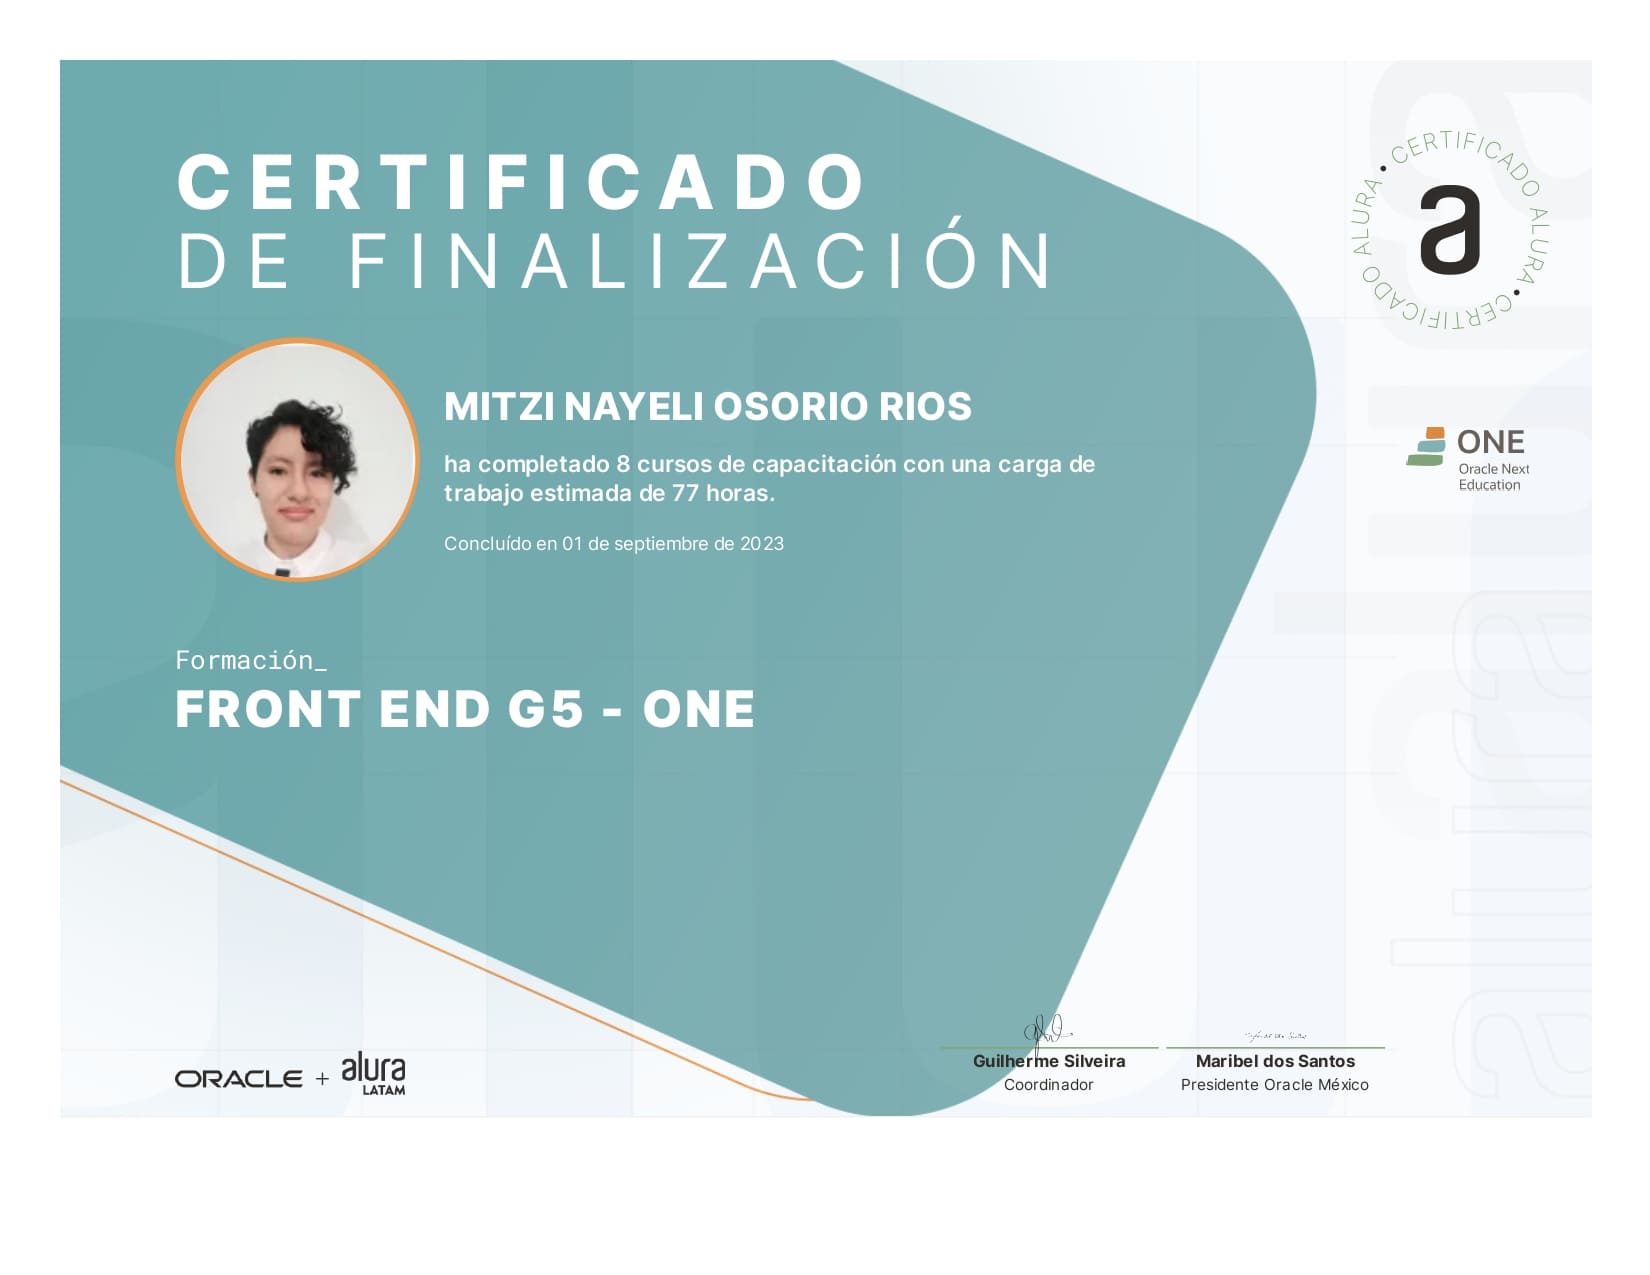 CERTIFICADO
DE FINALIZACIÓN
CERTIFICADO ALURA • CERTIFICADO ALURA •
a
MITZI NAYELI OSORIO RIOS
ha completado 8 cursos de capacitación con una carga de
trabajo estimada de 77 horas.
Concluído en 01 de septiembre de 2023
ONE
Oracle Next
Education
Formación_
FRONT END G5 - ONE
ORACLE + alura
LATAM
Guilherme Silveira
Coordinador
Maribel dos Santos
Presidente Oracle México
alura
alura